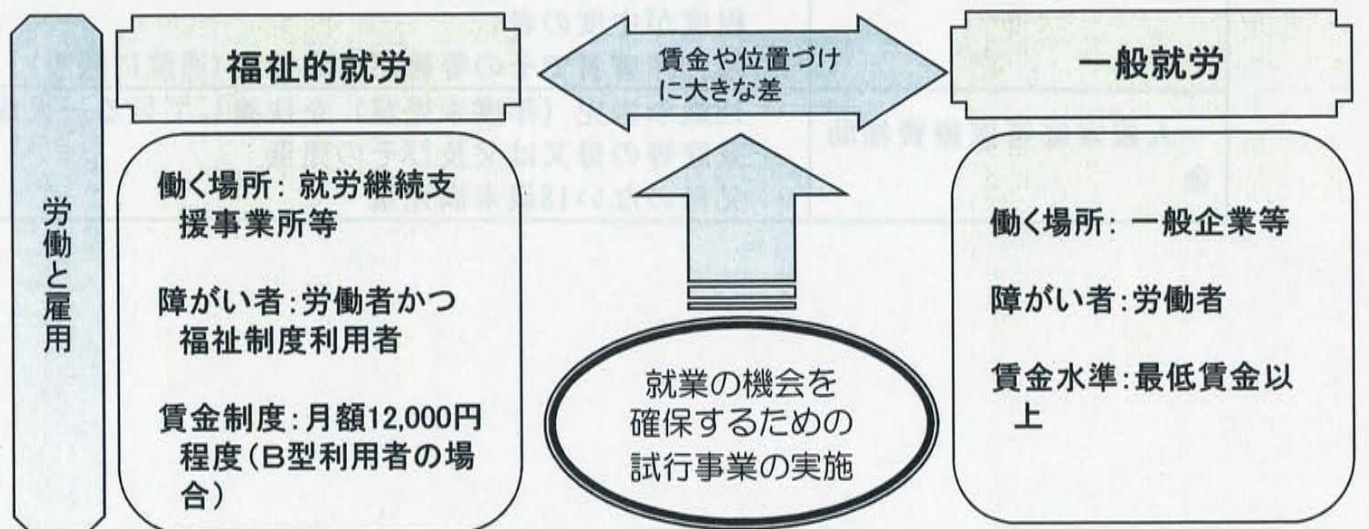 労働と雇用
福祉的就労
働く場所：就労継続支
援事業所等
障がい者：労働者かつ
福祉制度利用者
賃金制度：月額12,000円
程度（B型利用者の場
合）
賃金や位置づけ
に大きな差
就業の機会を
確保するための
試行事業の実施
一般就労
働く場所：一般企業等
障がい者：労働者
賃金水準：最低賃金以
上